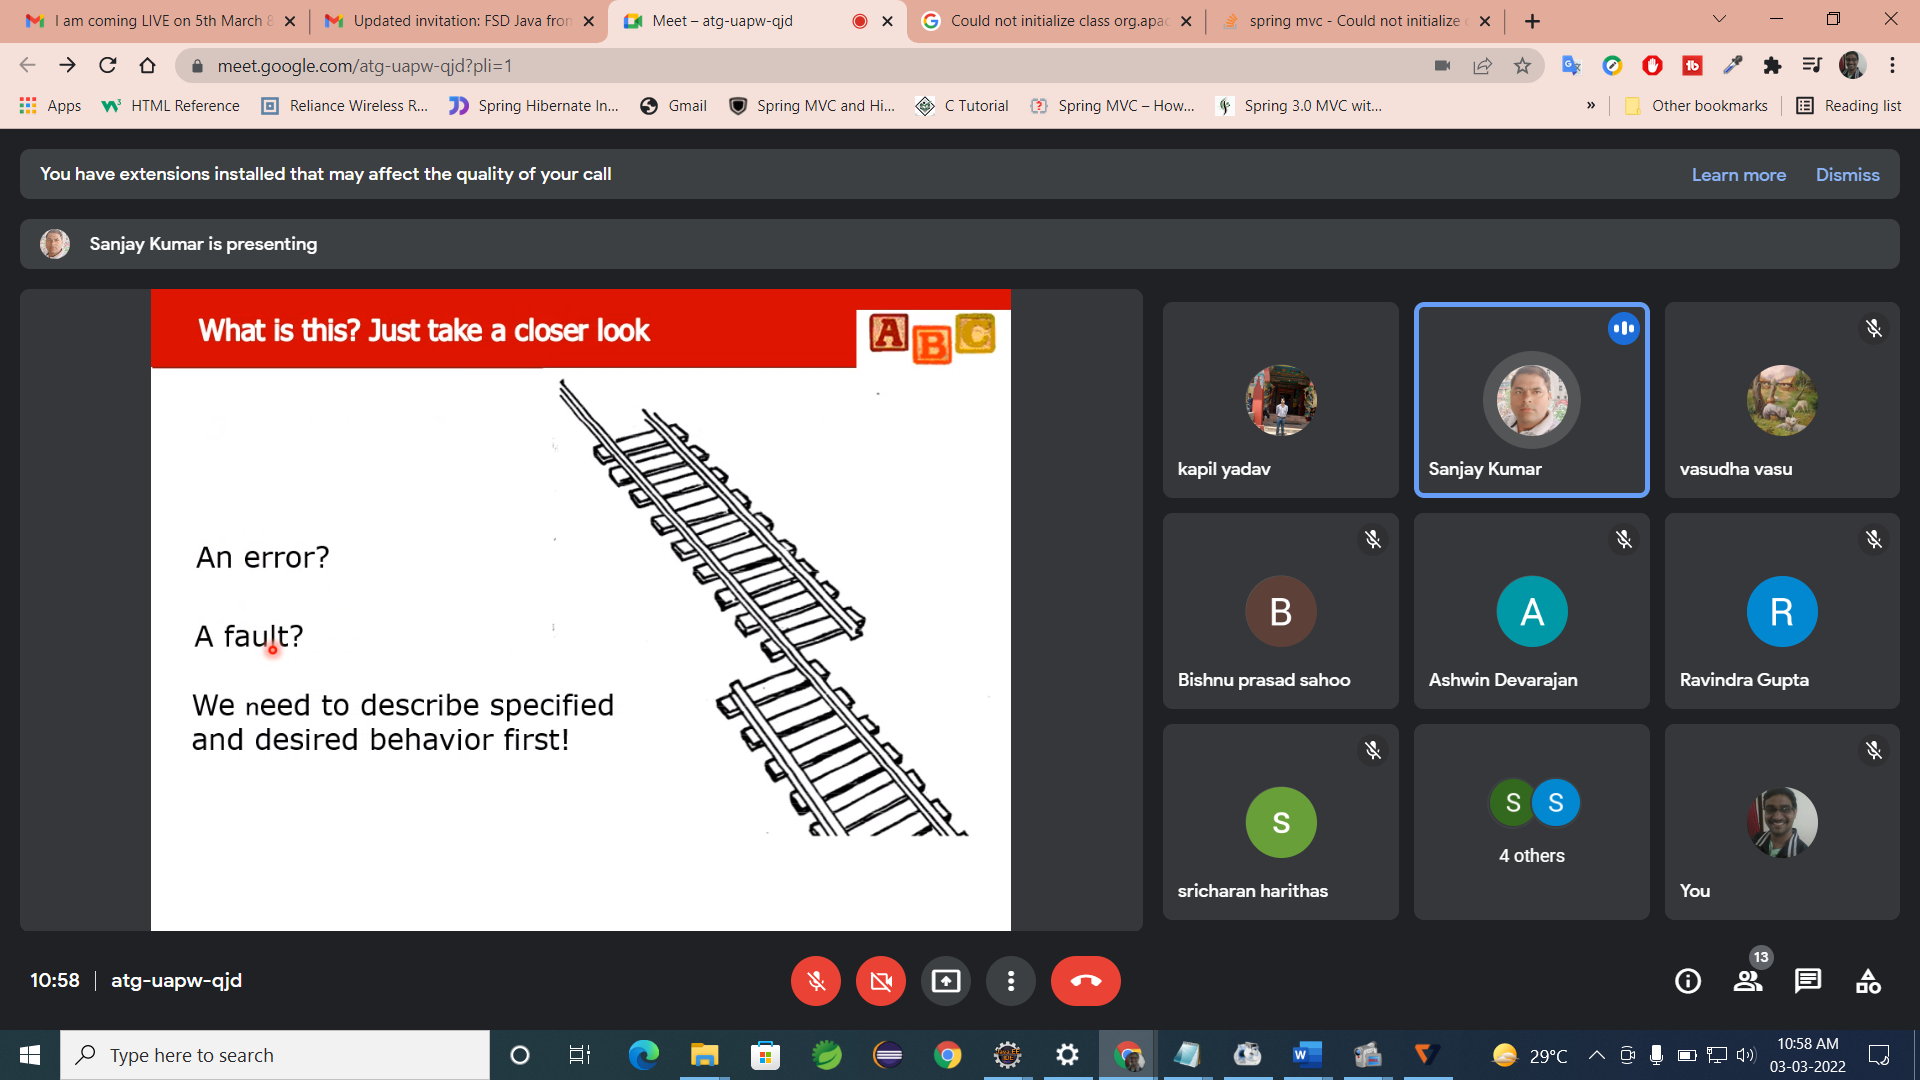 I am coming LIVE on 5th March 8
Updated invitation: FSD Java fron
Meet – atg-uapw-qjd
Could not initialize class org.apac
spring mvc - Could not initialize c
meet.google.com/atg-uapw-qjd?pli=1
Apps
HTML Reference
Reliance Wireless R...
Spring Hibernate In...
Gmail
Spring MVC and Hi...
C Tutorial
Spring MVC – How...
Spring 3.0 MVC wit...
»
Other bookmarks
Reading list
You have extensions installed that may affect the quality of your call
Learn more
Dismiss
Sanjay Kumar is presenting
What is this? Just take a closer look
A B C
An error?
A fault?
We need to describe specified
and desired behavior first!
kapil yadav
Sanjay Kumar
vasudha vasu
B
Bishnu prasad sahoo
A
Ashwin Devarajan
R
Ravindra Gupta
S
sricharan harithas
S S
4 others
You
10:58 | atg-uapw-qjd
13
Type here to search
29°C
10:58 AM
03-03-2022